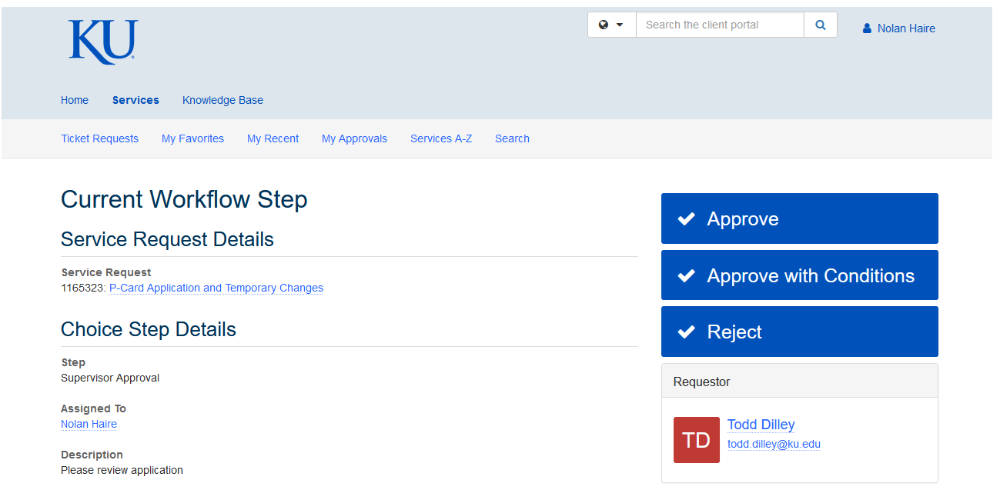 KU
Search the client portal
Nolan Haire
Home Services Knowledge Base
Ticket Requests My Favorites My Recent My Approvals Services A-Z Search
Current Workflow Step
Service Request Details
Service Request
1165323: P-Card Application and Temporary Changes
Choice Step Details
Step
Supervisor Approval
Assigned To
Nolan Haire
Description
Please review application
Approve
Approve with Conditions
Reject
Requestor
TD
Todd Dilley
todd.dilley@ku.edu